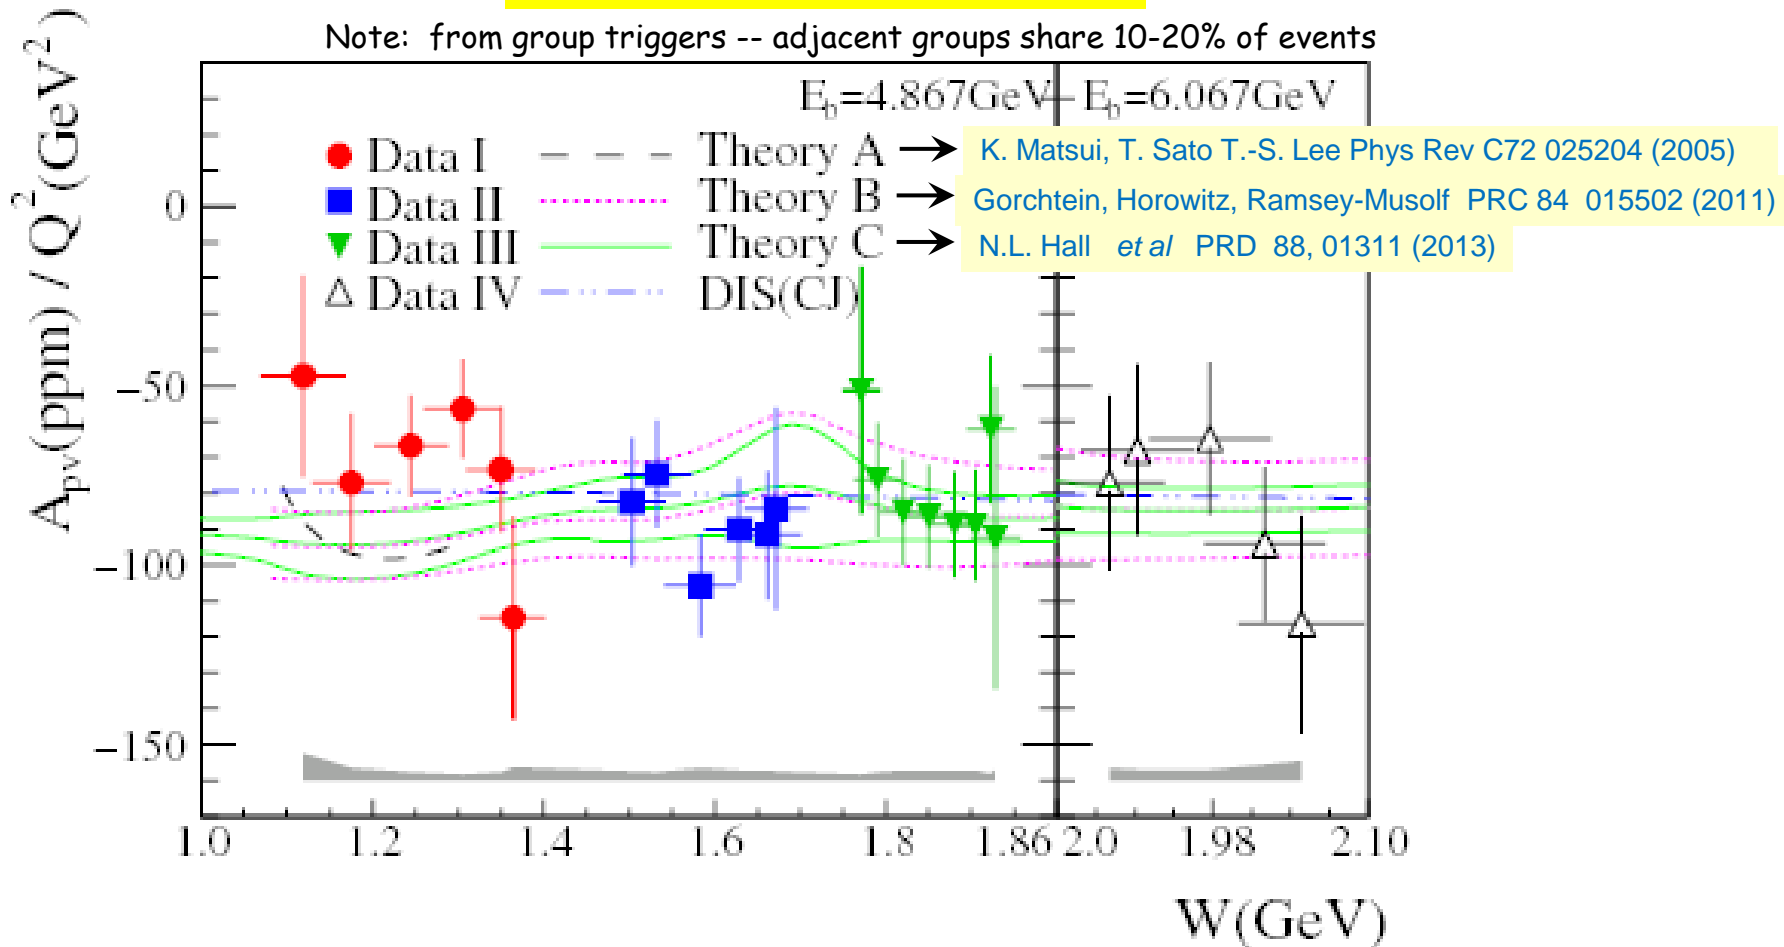 Note: from group triggers -- adjacent groups share 10-20% of events
A_pv(ppm) / Q²(GeV²)
E_b=4.867GeV
E_b=6.067GeV
Data I
Theory A
K. Matsui, T. Sato T.-S. Lee Phys Rev C72 025204 (2005)
Data II
Theory B
Gorchtein, Horowitz, Ramsey-Musolf PRC 84 015502 (2011)
Data III
Theory C
N.L. Hall et al PRD 88, 01311 (2013)
Data IV
DIS(CJ)
0
−50
−100
−150
1.0 1.2 1.4 1.6 1.8 1.86 2.0 1.98 2.10
W(GeV)